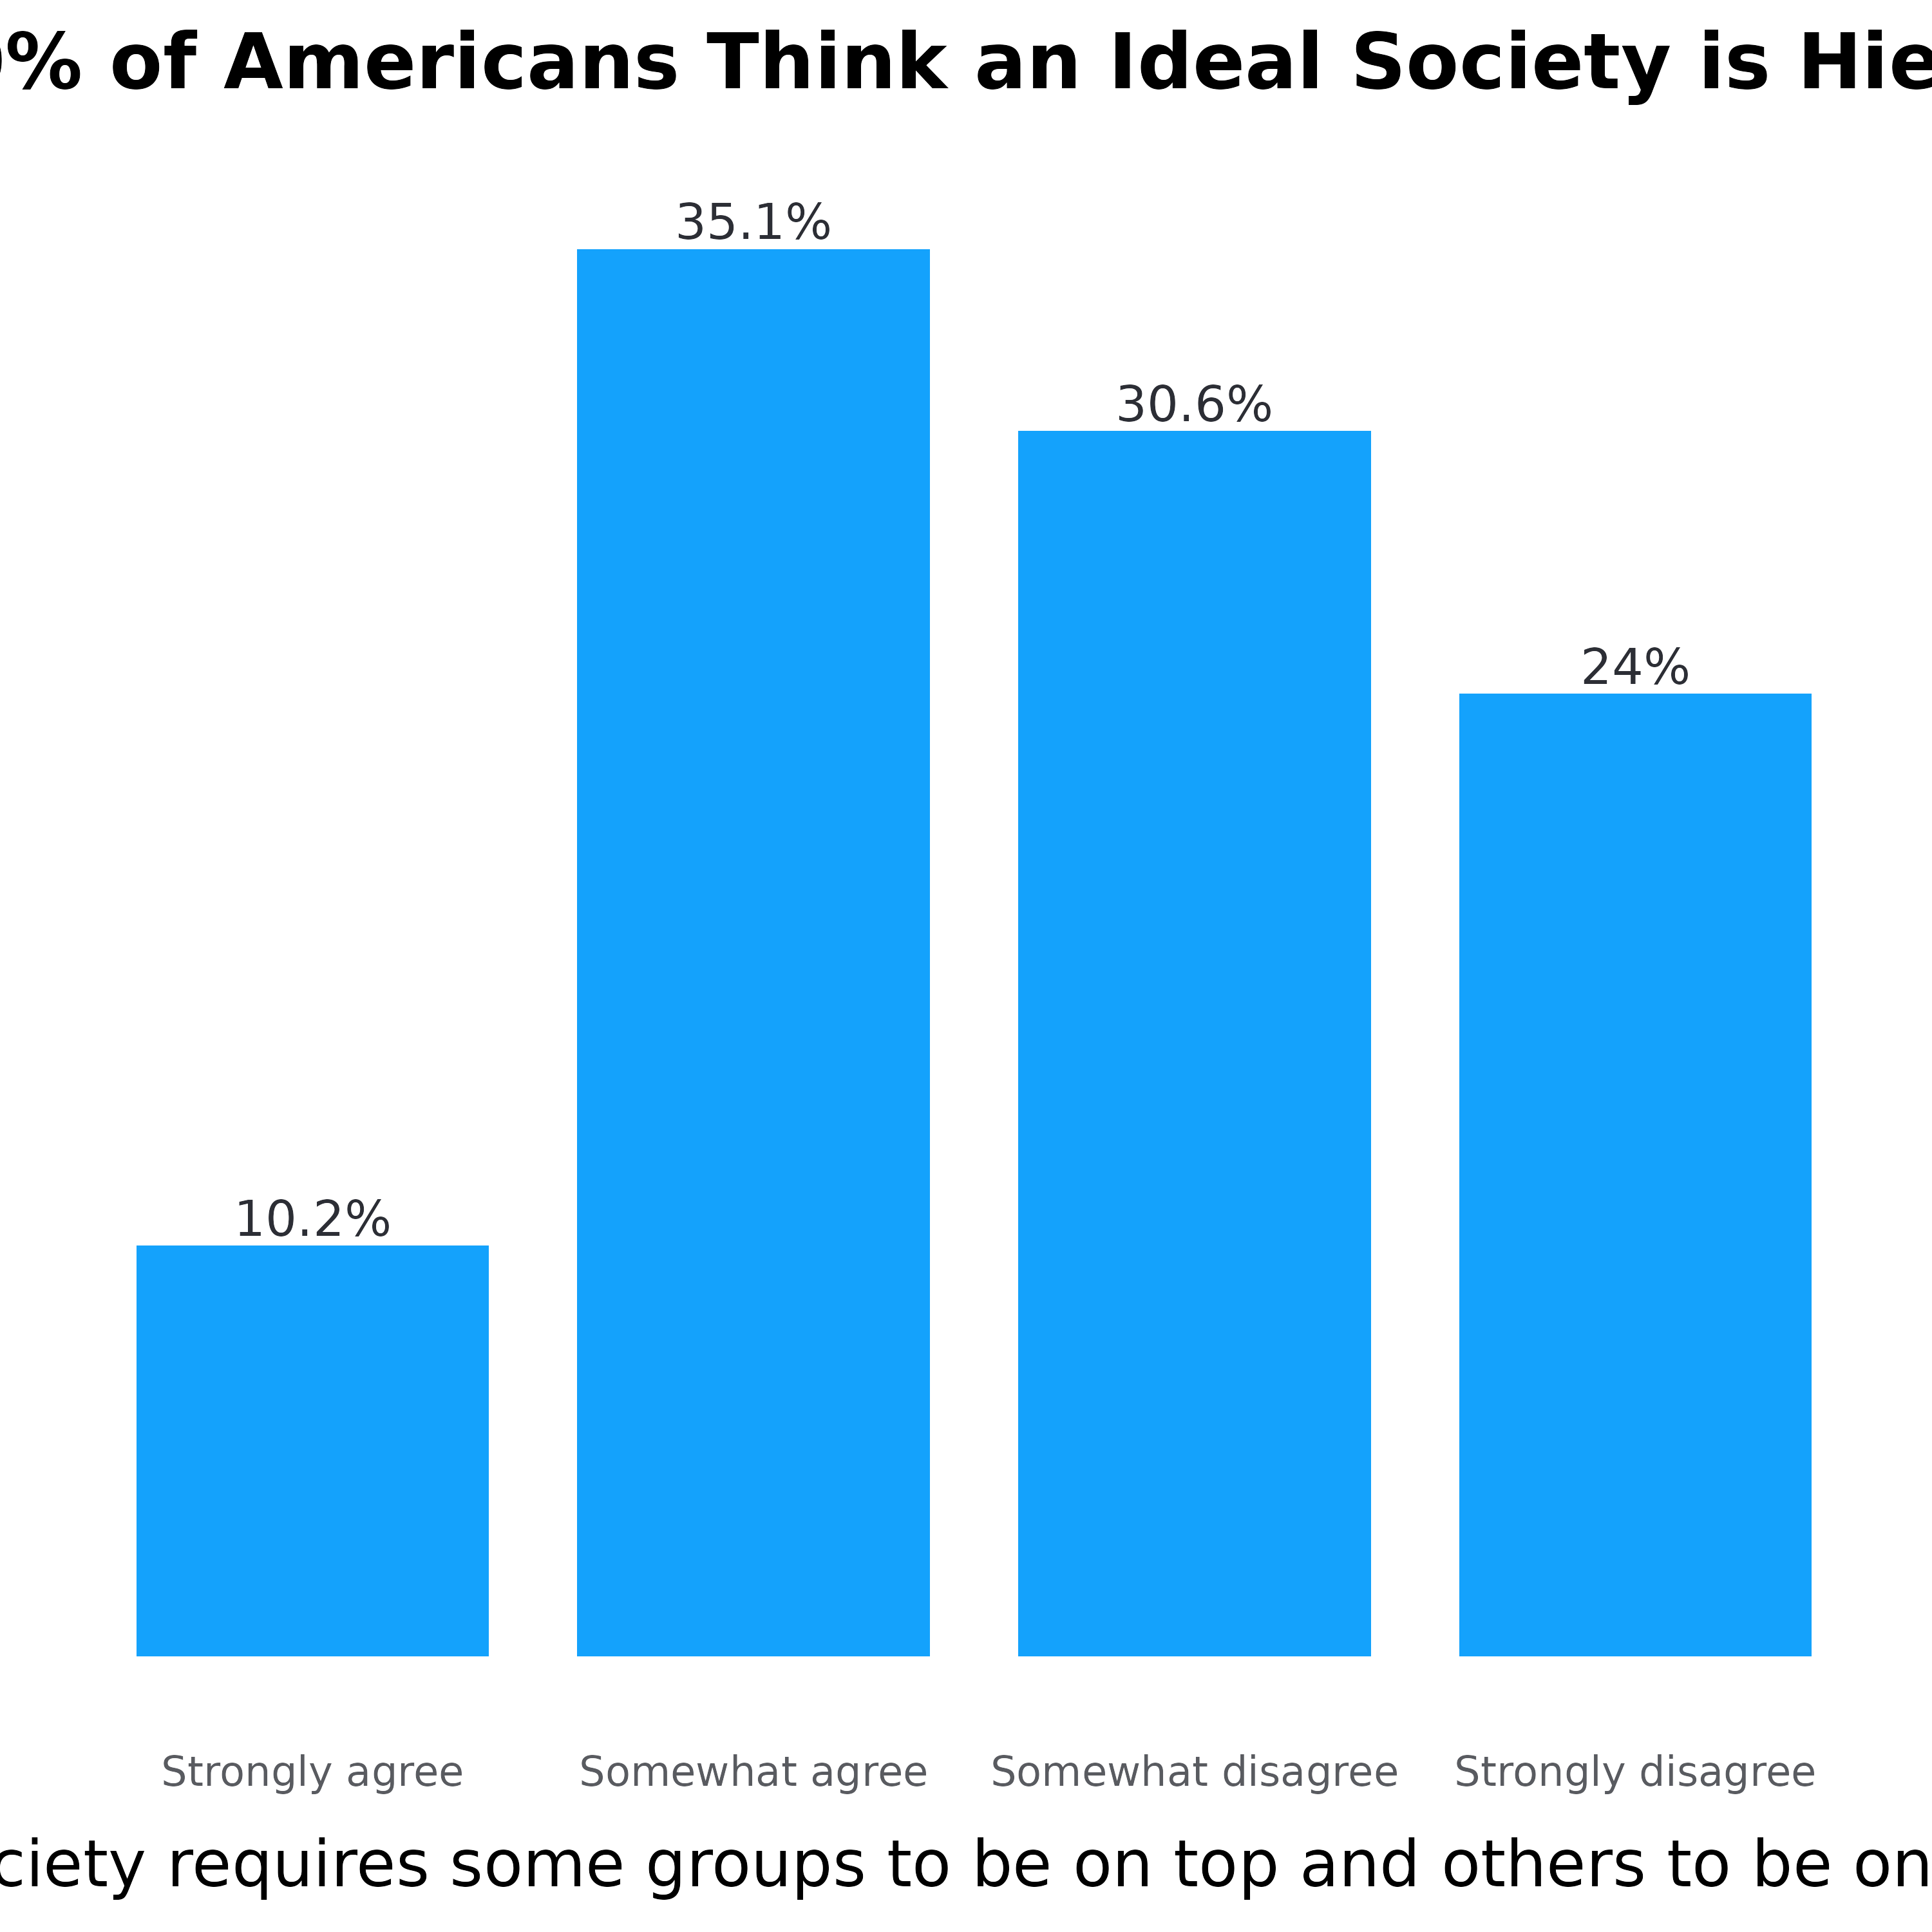 % of Americans Think an Ideal Society is Hie
35.1%
30.6%
24%
10.2%
Strongly agree Somewhat agree Somewhat disagree Strongly disagree
ciety requires some groups to be on top and others to be on